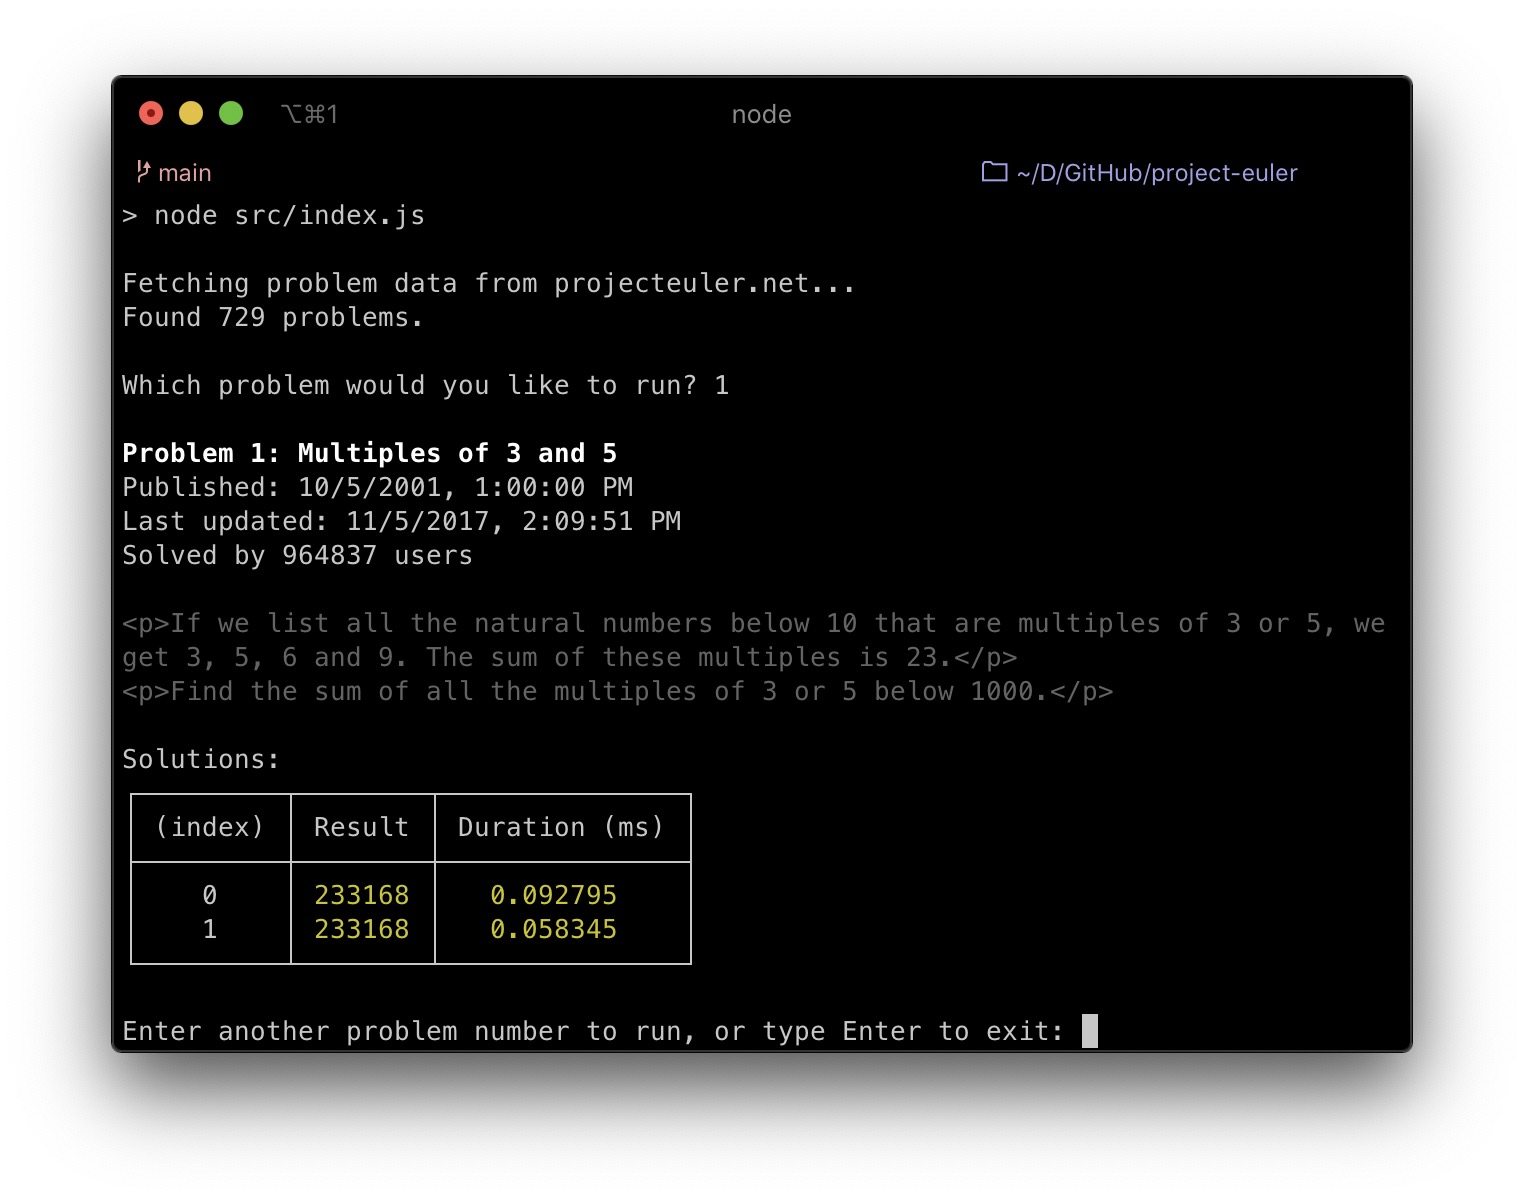 ⌥⌘1
node
main
~/D/GitHub/project-euler
> node src/index.js
Fetching problem data from projecteuler.net...
Found 729 problems.
Which problem would you like to run? 1
Problem 1: Multiples of 3 and 5
Published: 10/5/2001, 1:00:00 PM
Last updated: 11/5/2017, 2:09:51 PM
Solved by 964837 users
<p>If we list all the natural numbers below 10 that are multiples of 3 or 5, we
get 3, 5, 6 and 9. The sum of these multiples is 23.</p>
<p>Find the sum of all the multiples of 3 or 5 below 1000.</p>
Solutions:
(index) Result Duration (ms)
0 233168 0.092795
1 233168 0.058345
Enter another problem number to run, or type Enter to exit: